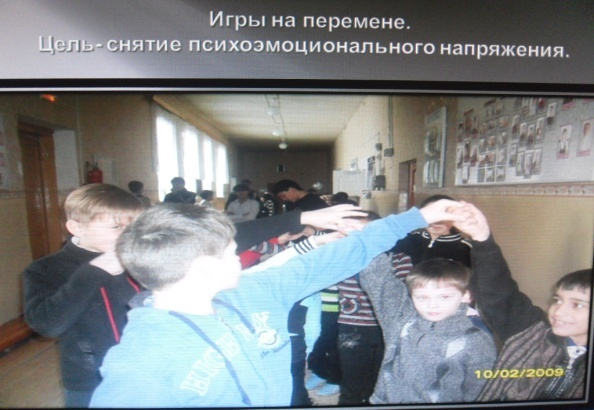 Игры на перемене.
Цель- снятие психоэмоционального напряжения.
10/02/2009